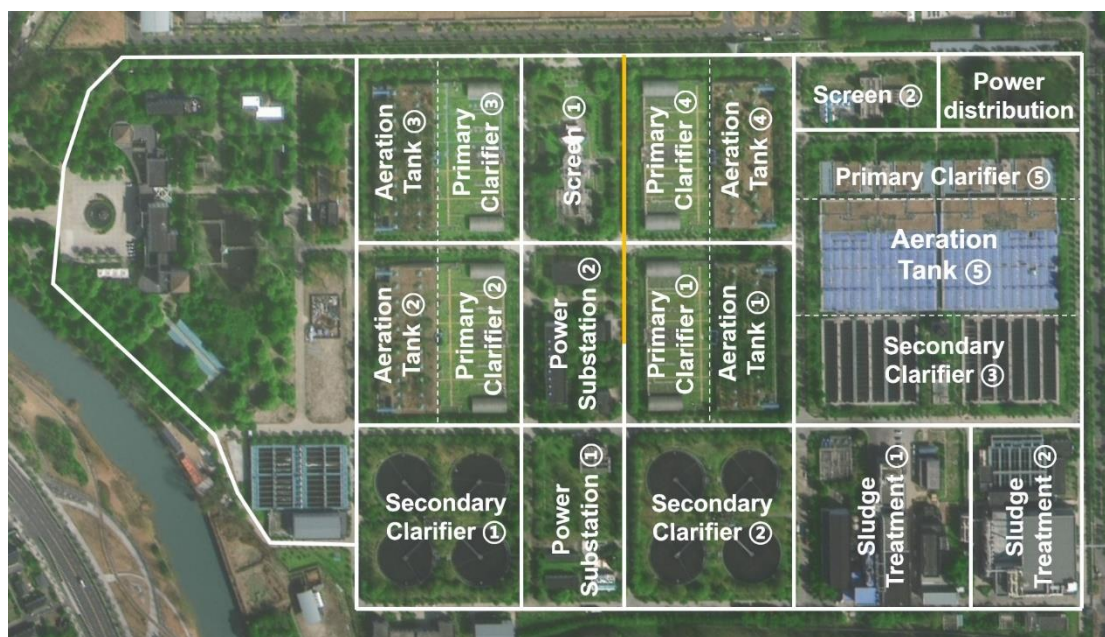 Aeration
Tank ③
Primary
Clarifier ③
Screen ①
Primary
Clarifier ④
Aeration
Tank ④
Screen ②
Power
distribution
Primary Clarifier ⑤
Aeration
Tank ⑤
Secondary
Clarifier ③
Aeration
Tank ②
Primary
Clarifier ②
Power
Substation ②
Primary
Clarifier ①
Aeration
Tank ①
Secondary
Clarifier ①
Power
Substation ①
Secondary
Clarifier ②
Sludge
Treatment ①
Sludge
Treatment ②